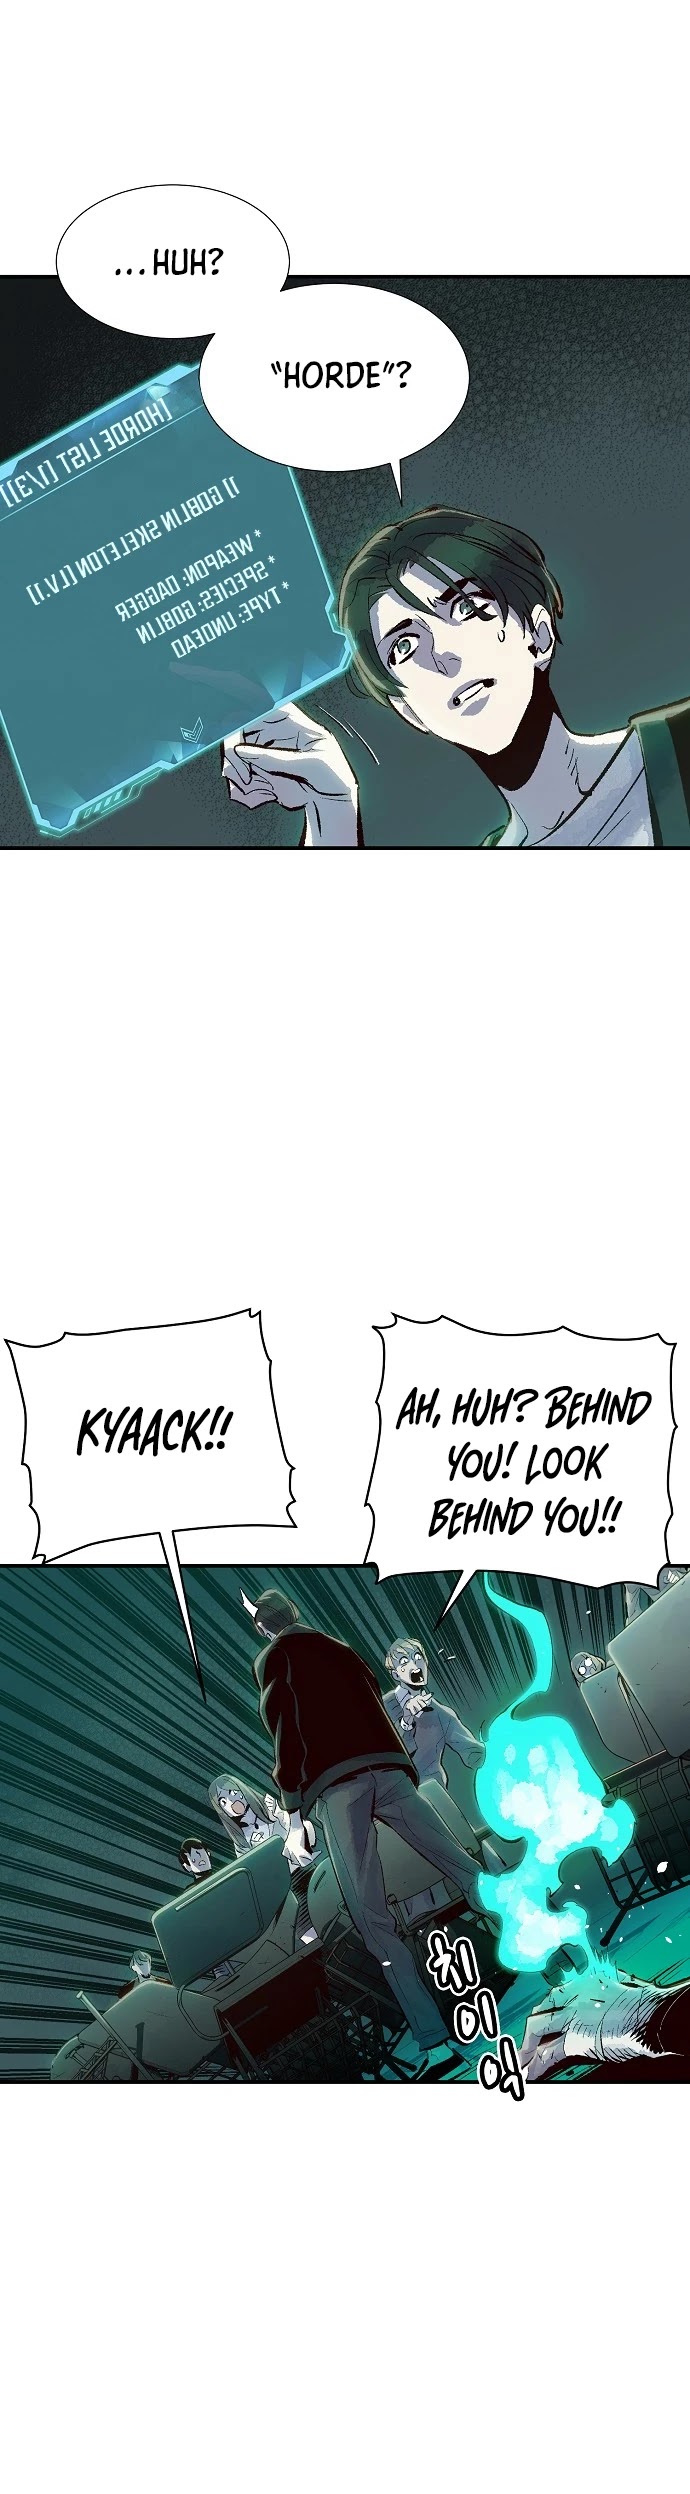 ...HUH?
"HORDE"?
[HORDE LIST [1/3]]
1] GOBLIN SKELETON [LV.1]
* WEAPON: DAGGER
* SPECIES: GOBLIN
* TYPE: UNDEAD
KYAACK!!
AH, HUH? BEHIND
YOU! LOOK
BEHIND YOU!!
치이익